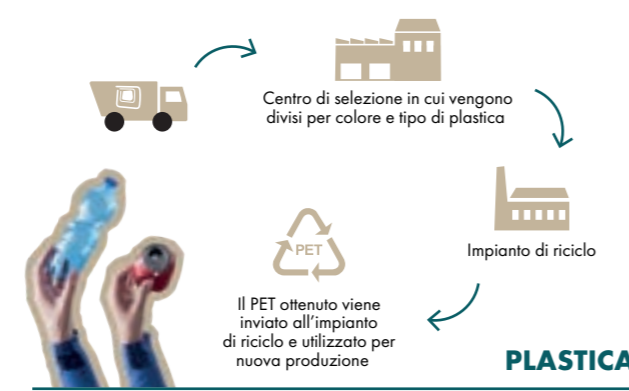 Centro di selezione in cui vengono
divisi per colore e tipo di plastica
Impianto di riciclo
PET
Il PET ottenuto viene
inviato all'impianto
di riciclo e utilizzato per
nuova produzione
PLASTICA